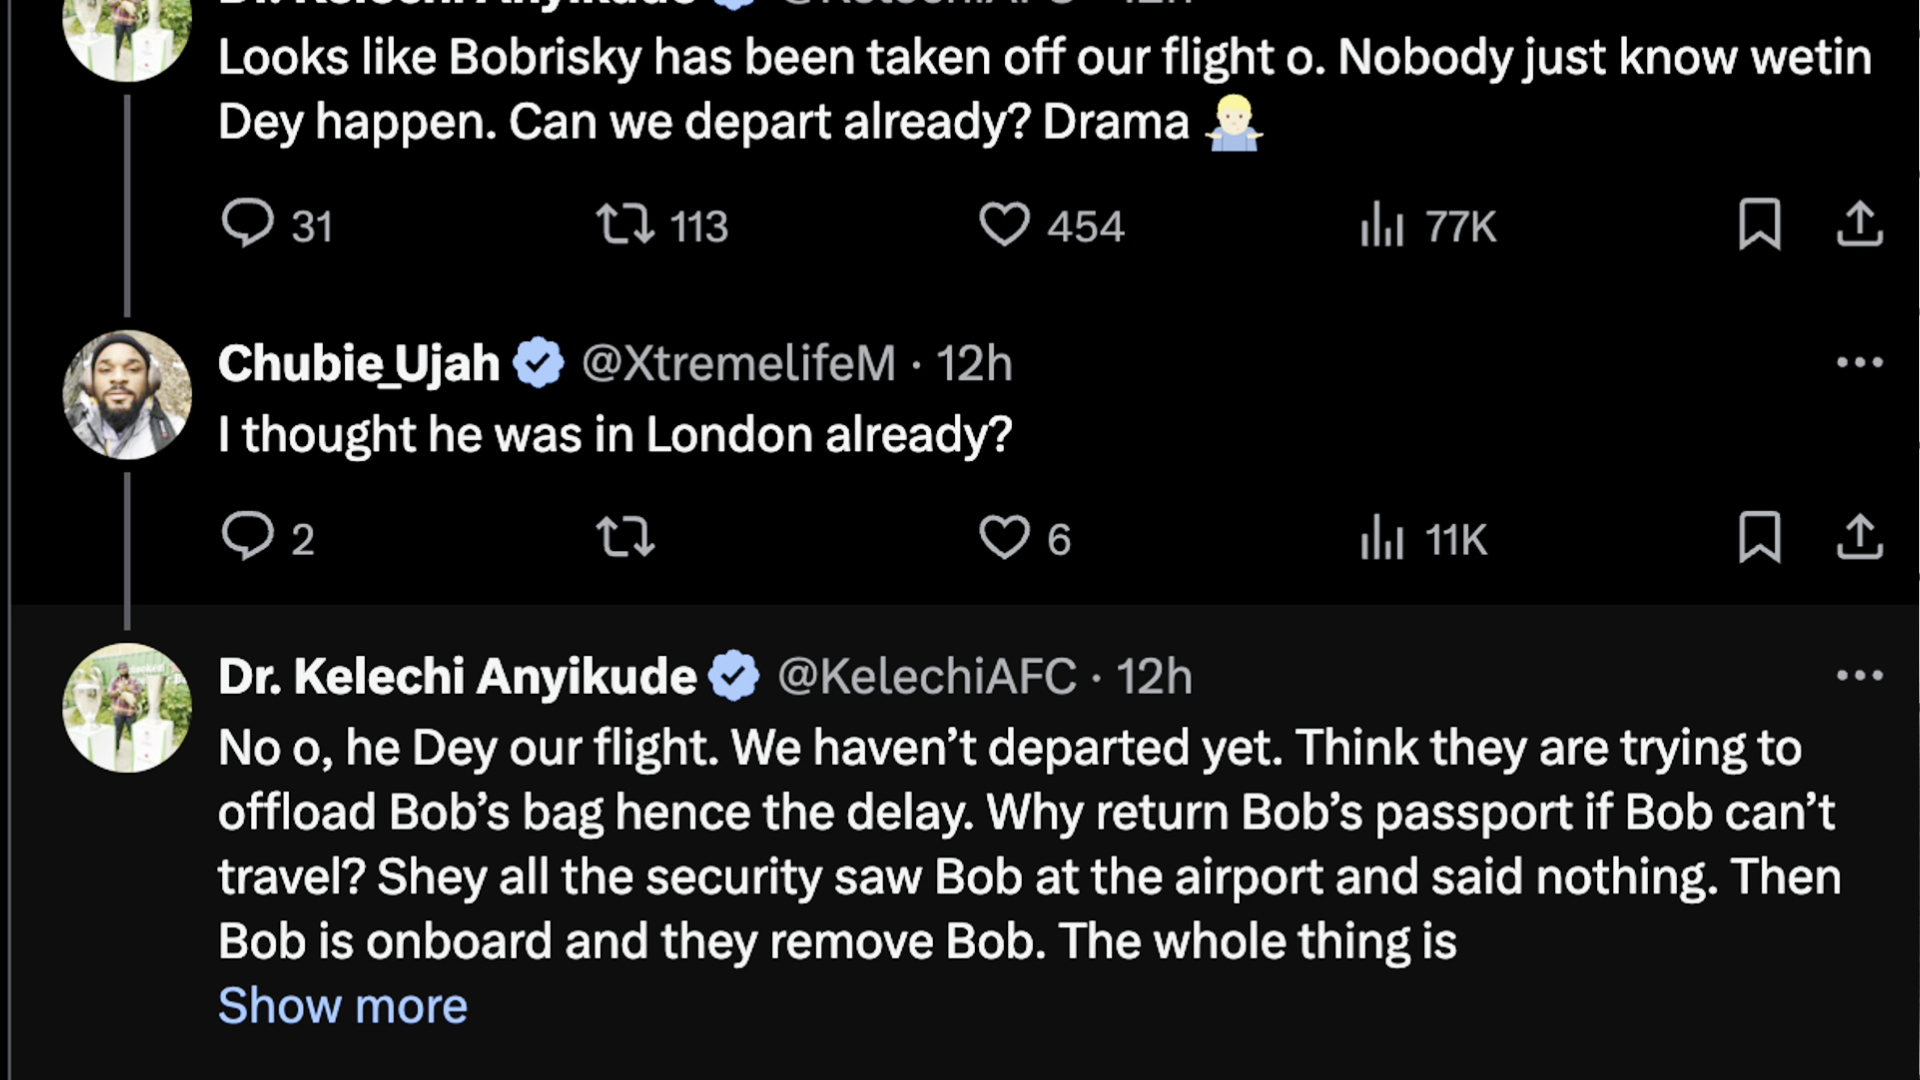 Dr. Kelechi Anyikude @KelechiAFC · 12h
Looks like Bobrisky has been taken off our flight o. Nobody just know wetin
Dey happen. Can we depart already? Drama 🤷🏼
31 113 454 77K
Chubie_Ujah @XtremelifeM · 12h
I thought he was in London already?
2 6 11K
Dr. Kelechi Anyikude @KelechiAFC · 12h
No o, he Dey our flight. We haven’t departed yet. Think they are trying to
offload Bob’s bag hence the delay. Why return Bob’s passport if Bob can’t
travel? Shey all the security saw Bob at the airport and said nothing. Then
Bob is onboard and they remove Bob. The whole thing is
Show more